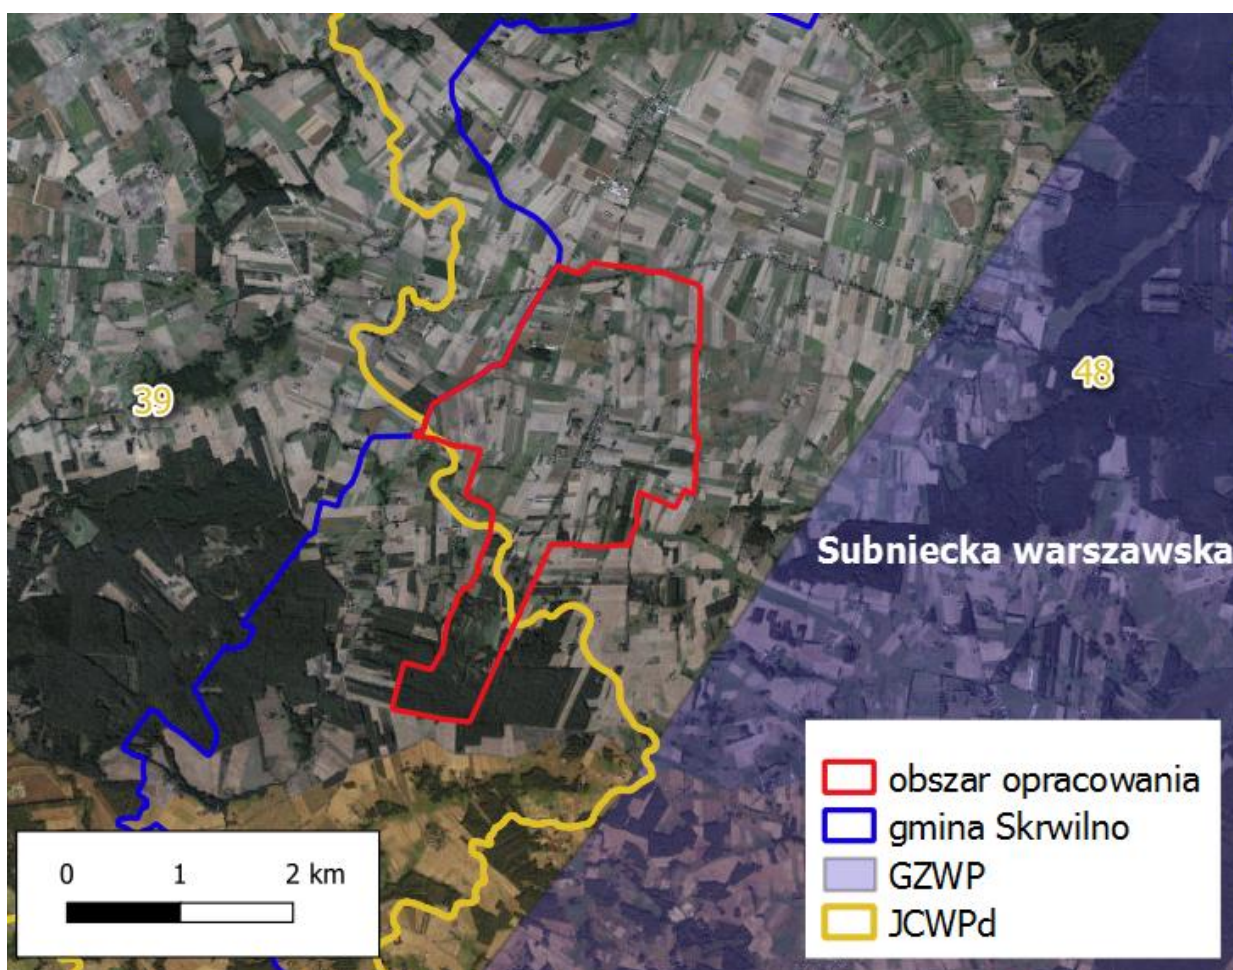 39
48
Subniecka warszawska
obszar opracowania
gmina Skrwilno
GZWP
JCWPd
0 1 2 km